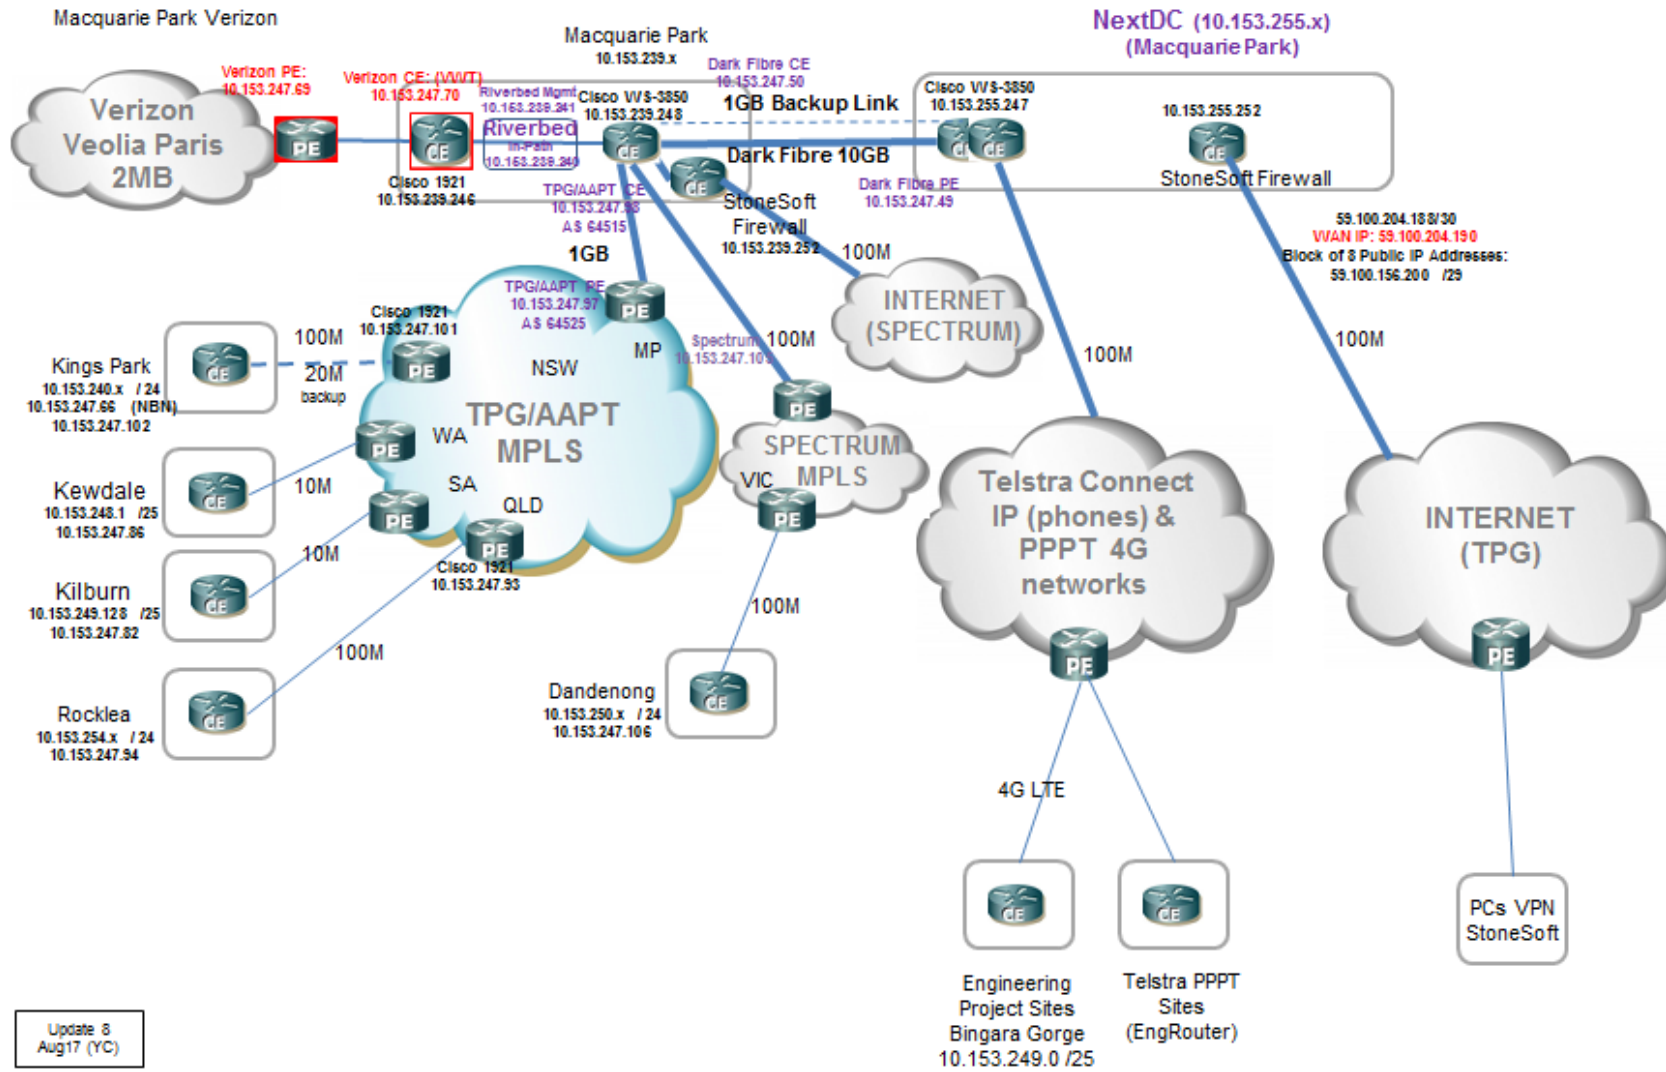 Macquarie Park Verizon
NextDC (10.153.255.x)
(Macquarie Park)
Macquarie Park
10.153.239.x
Dark Fibre CE
10.153.247.50
Verizon PE:
10.153.247.69
Verizon CE: (VWT)
10.153.247.70
Riverbed Mgmt
10.153.239.241
Riverbed
In-Path
10.153.239.240
Cisco WS-3850
10.153.239.248
1GB Backup Link
Cisco WS-3850
10.153.255.247
10.153.255.252
Verizon
Veolia Paris
2MB
PE
CE
CE
CE
CE
CE
CE
Cisco 1921
10.153.239.246
Dark Fibre 10GB
Dark Fibre PE
10.153.247.49
StoneSoft Firewall
TPG/AAPT CE
10.153.247.98
AS 64515
StoneSoft
Firewall
10.153.239.252
1GB
100M
59.100.204.188/30
WAN IP: 59.100.204.190
Block of 8 Public IP Addresses:
59.100.156.200 /29
INTERNET
(SPECTRUM)
TPG/AAPT PE
10.153.247.97
AS 64525
PE
Cisco 1921
10.153.247.101
PE
MP
NSW
Spectrum
100M
100M
100M
Kings Park
10.153.240.x / 24
10.153.247.66 (NBN)
10.153.247.102
CE
100M
20M
backup
TPG/AAPT
MPLS
WA
SA
QLD
PE
PE
PE
Cisco 1921
10.153.247.93
PE
SPECTRUM
MPLS
VIC
PE
Kewdale
10.153.248.1 /25
10.153.247.86
CE
10M
Kilburn
10.153.249.128 /25
10.153.247.82
CE
10M
Rocklea
10.153.254.x / 24
10.153.247.94
CE
100M
Dandenong
10.153.250.x / 24
10.153.247.106
CE
100M
Telstra Connect
IP (phones) &
PPPT 4G
networks
PE
INTERNET
(TPG)
PE
4G LTE
CE
CE
PCs VPN
StoneSoft
Engineering
Project Sites
Bingara Gorge
10.153.249.0 /25
Telstra PPPT
Sites
(EngRouter)
Update 8
Aug17 (YC)